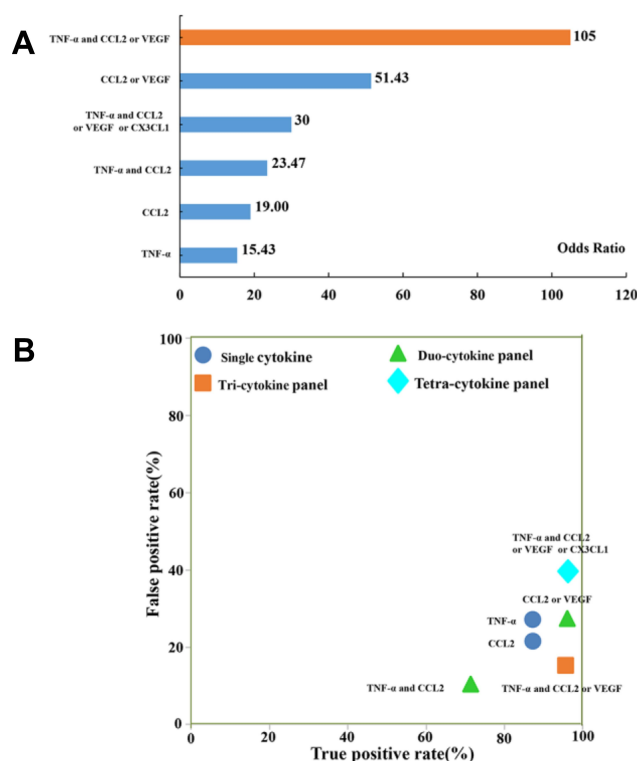 A
TNF-α and CCL2 or VEGF
105
CCL2 or VEGF
51.43
TNF-α and CCL2
or VEGF or CX3CL1
30
TNF-α and CCL2
23.47
CCL2
19.00
TNF-α
15.43
Odds Ratio
0 20 40 60 80 100 120
B
100
Single cytokine
Duo-cytokine panel
Tri-cytokine panel
Tetra-cytokine panel
80
60
TNF-α and CCL2
or VEGF or CX3CL1
40
CCL2 or VEGF
TNF-α
CCL2
20
TNF-α and CCL2
TNF-α and CCL2 or VEGF
0
False positive rate(%)
0 20 40 60 80 100
True positive rate(%)